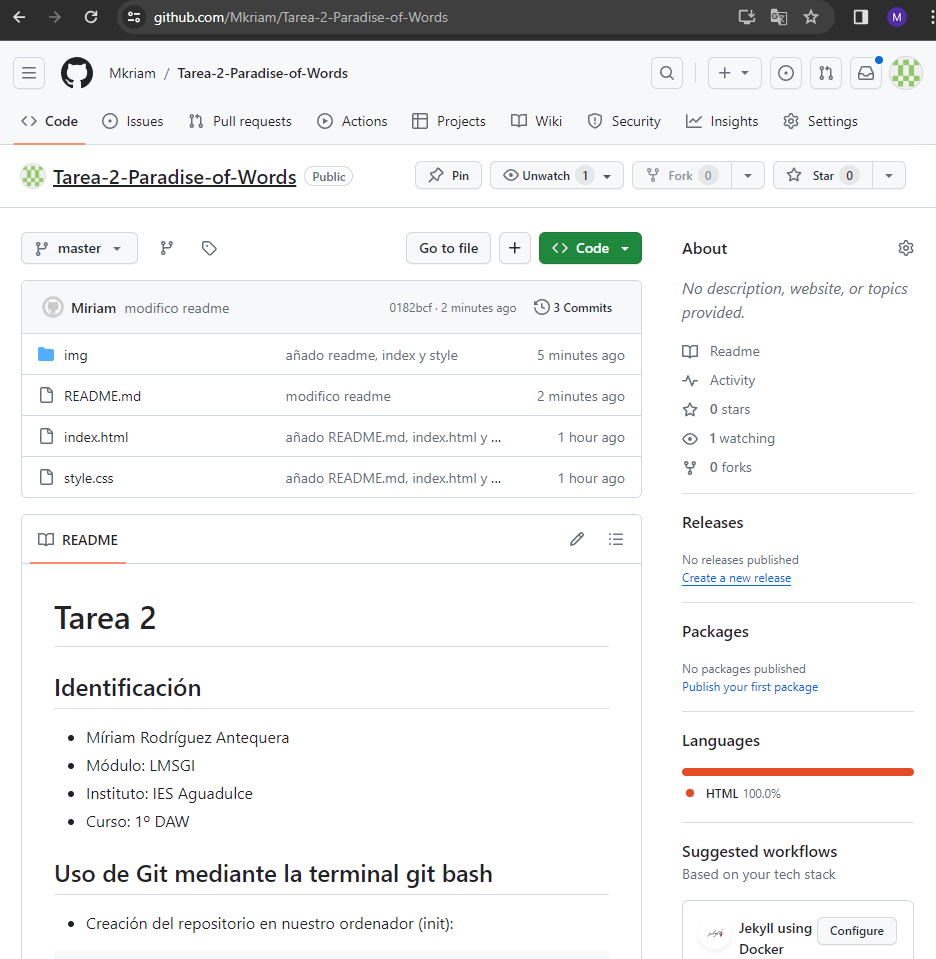 github.com/Mkriam/Tarea-2-Paradise-of-Words
M
Mkriam / Tarea-2-Paradise-of-Words
Code Issues Pull requests Actions Projects Wiki Security Insights Settings
Tarea-2-Paradise-of-Words Public Pin Unwatch 1 Fork 0 Star 0
master Go to file Code
Miriam modifico readme 0182bcf · 2 minutes ago 3 Commits
img añado readme, index y style 5 minutes ago
README.md modifico readme 2 minutes ago
index.html añado README.md, index.html y ... 1 hour ago
style.css añado README.md, index.html y ... 1 hour ago
README
Tarea 2
Identificación
• Míriam Rodríguez Antequera
• Módulo: LMSGI
• Instituto: IES Aguadulce
• Curso: 1º DAW
Uso de Git mediante la terminal git bash
• Creación del repositorio en nuestro ordenador (init):
About
No description, website, or topics
provided.
Readme
Activity
0 stars
1 watching
0 forks
Releases
No releases published
Create a new release
Packages
No packages published
Publish your first package
Languages
HTML 100.0%
Suggested workflows
Based on your tech stack
Jekyll using
Docker
Configure